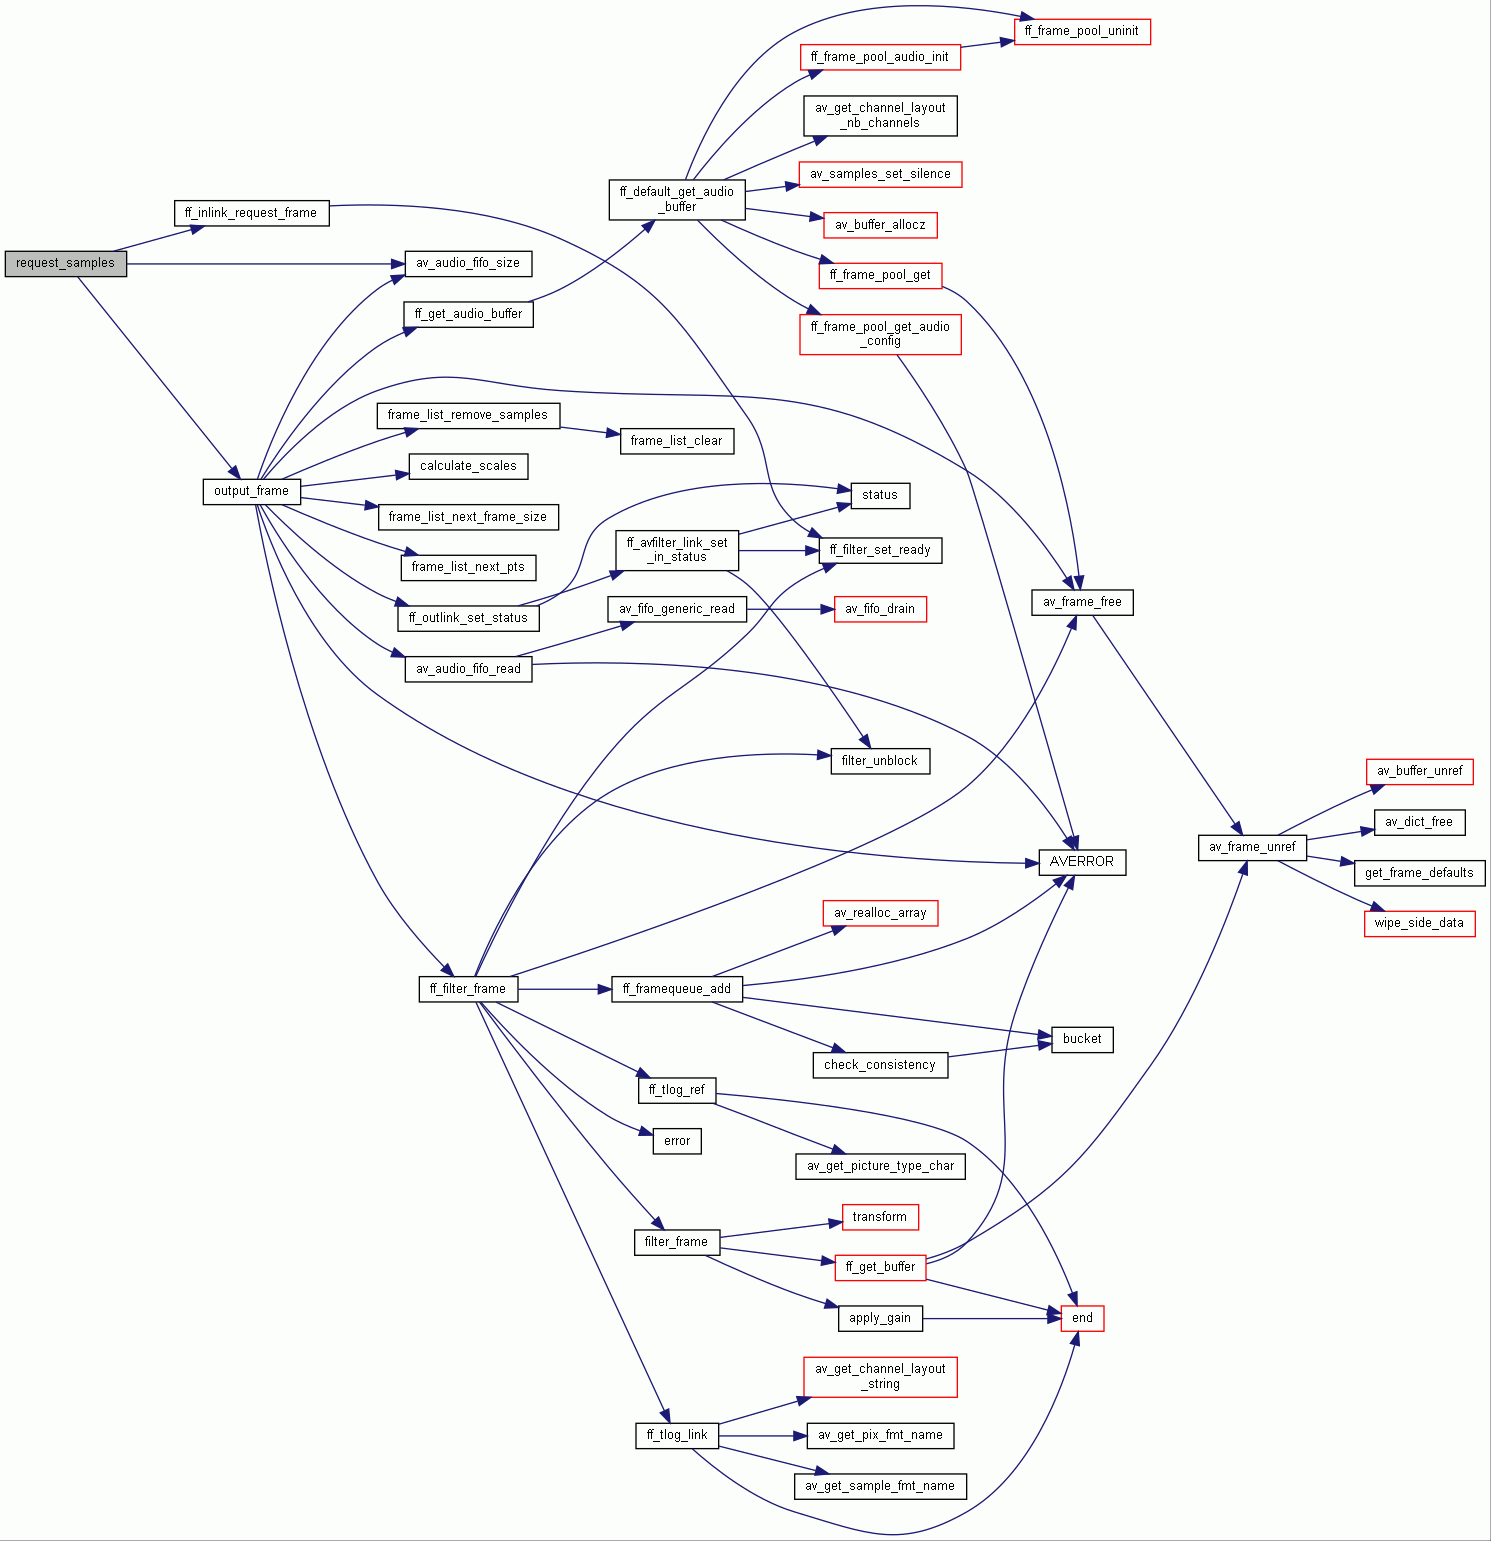 ff_frame_pool_uninit
ff_frame_pool_audio_init
av_get_channel_layout
_nb_channels
av_samples_set_silence
ff_default_get_audio
_buffer
ff_inlink_request_frame
av_buffer_allocz
request_samples
av_audio_fifo_size
ff_frame_pool_get
ff_get_audio_buffer
ff_frame_pool_get_audio
_config
frame_list_remove_samples
frame_list_clear
calculate_scales
output_frame
status
frame_list_next_frame_size
ff_avfilter_link_set
_in_status
ff_filter_set_ready
frame_list_next_pts
av_frame_free
av_fifo_generic_read
av_fifo_drain
ff_outlink_set_status
av_audio_fifo_read
filter_unblock
av_buffer_unref
av_dict_free
av_frame_unref
AVERROR
get_frame_defaults
av_realloc_array
wipe_side_data
ff_filter_frame
ff_framequeue_add
bucket
check_consistency
ff_tlog_ref
error
av_get_picture_type_char
transform
filter_frame
ff_get_buffer
apply_gain
end
av_get_channel_layout
_string
ff_tlog_link
av_get_pix_fmt_name
av_get_sample_fmt_name